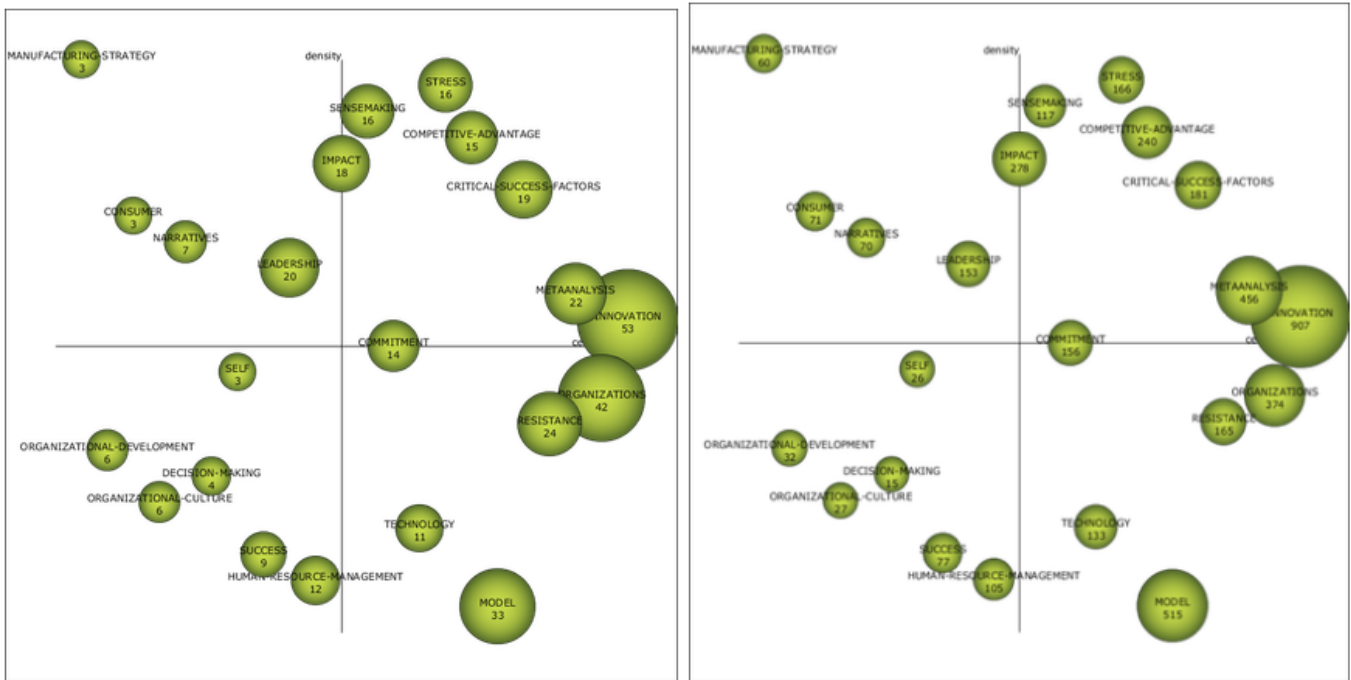 MANUFACTURING-STRATEGY
3
density
STRESS
16
SENSEMAKING
16
COMPETITIVE-ADVANTAGE
15
IMPACT
18
CRITICAL-SUCCESS-FACTORS
19
CONSUMER
3
NARRATIVES
7
LEADERSHIP
20
METAANALYSIS
22
INNOVATION
53
COMMITMENT
14
ce
SELF
3
ORGANIZATIONS
42
RESISTANCE
24
ORGANIZATIONAL-DEVELOPMENT
6
DECISION-MAKING
4
ORGANIZATIONAL-CULTURE
6
TECHNOLOGY
11
SUCCESS
9
HUMAN-RESOURCE-MANAGEMENT
12
MODEL
33
MANUFACTURING-STRATEGY
60
density
STRESS
166
SENSEMAKING
117
COMPETITIVE-ADVANTAGE
240
IMPACT
278
CRITICAL-SUCCESS-FACTORS
181
CONSUMER
71
NARRATIVES
70
LEADERSHIP
153
METAANALYSIS
456
INNOVATION
907
COMMITMENT
156
ce
SELF
26
ORGANIZATIONS
374
RESISTANCE
165
ORGANIZATIONAL-DEVELOPMENT
32
DECISION-MAKING
15
ORGANIZATIONAL-CULTURE
27
TECHNOLOGY
133
SUCCESS
77
HUMAN-RESOURCE-MANAGEMENT
105
MODEL
515